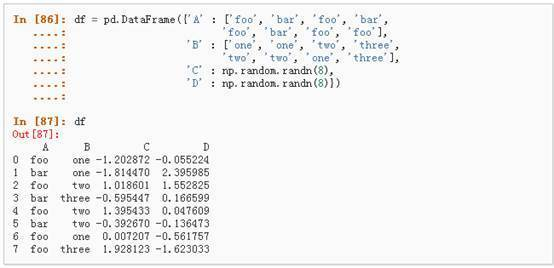 In [86]: df = pd.DataFrame({'A' : ['foo', 'bar', 'foo', 'bar',
....: 'foo', 'bar', 'foo', 'foo'],
....: 'B' : ['one', 'one', 'two', 'three',
....: 'two', 'two', 'one', 'three'],
....: 'C' : np.random.randn(8),
....: 'D' : np.random.randn(8)})
....:
In [87]: df
Out[87]:
A B C D
0 foo one -1.202872 -0.055224
1 bar one -1.814470 2.395985
2 foo two 1.018601 1.552825
3 bar three -0.595447 0.166599
4 foo two 1.395433 0.047609
5 bar two -0.392670 -0.136473
6 foo one 0.007207 -0.561757
7 foo three 1.928123 -1.623033